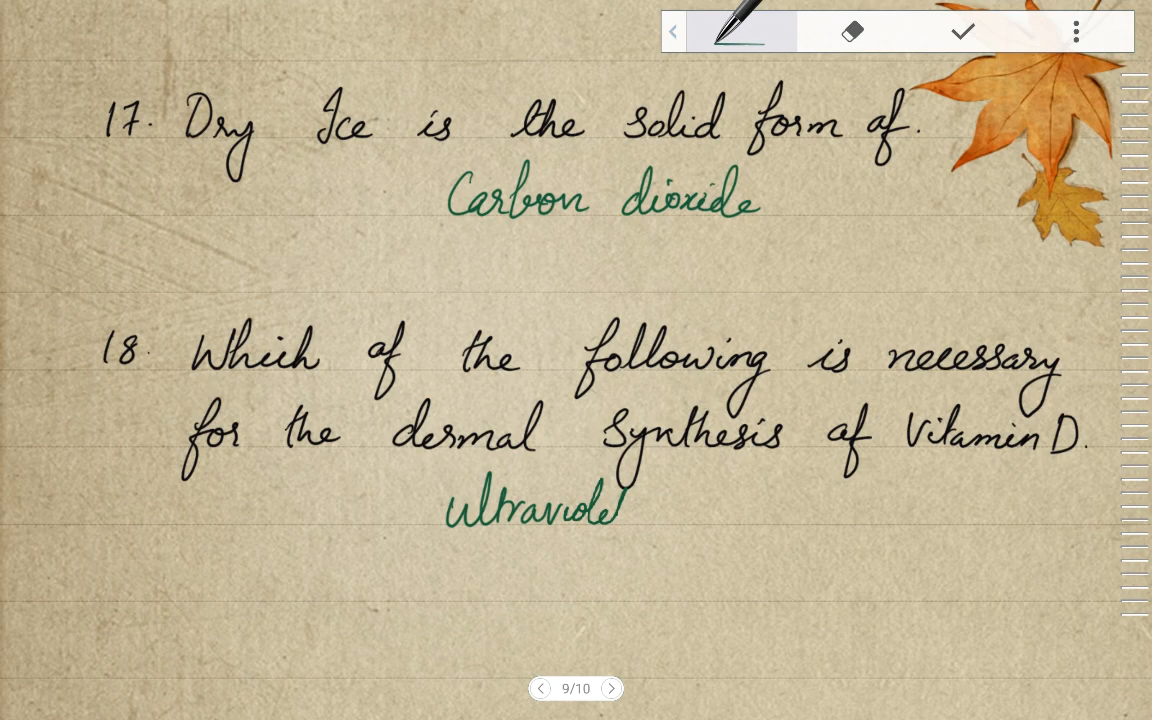 17. Dry Ice is the solid form of.
Carbon dioxide
18. Which of the following is necessary
for the dermal Synthesis of Vitamin D.
ultraviolet
9/10